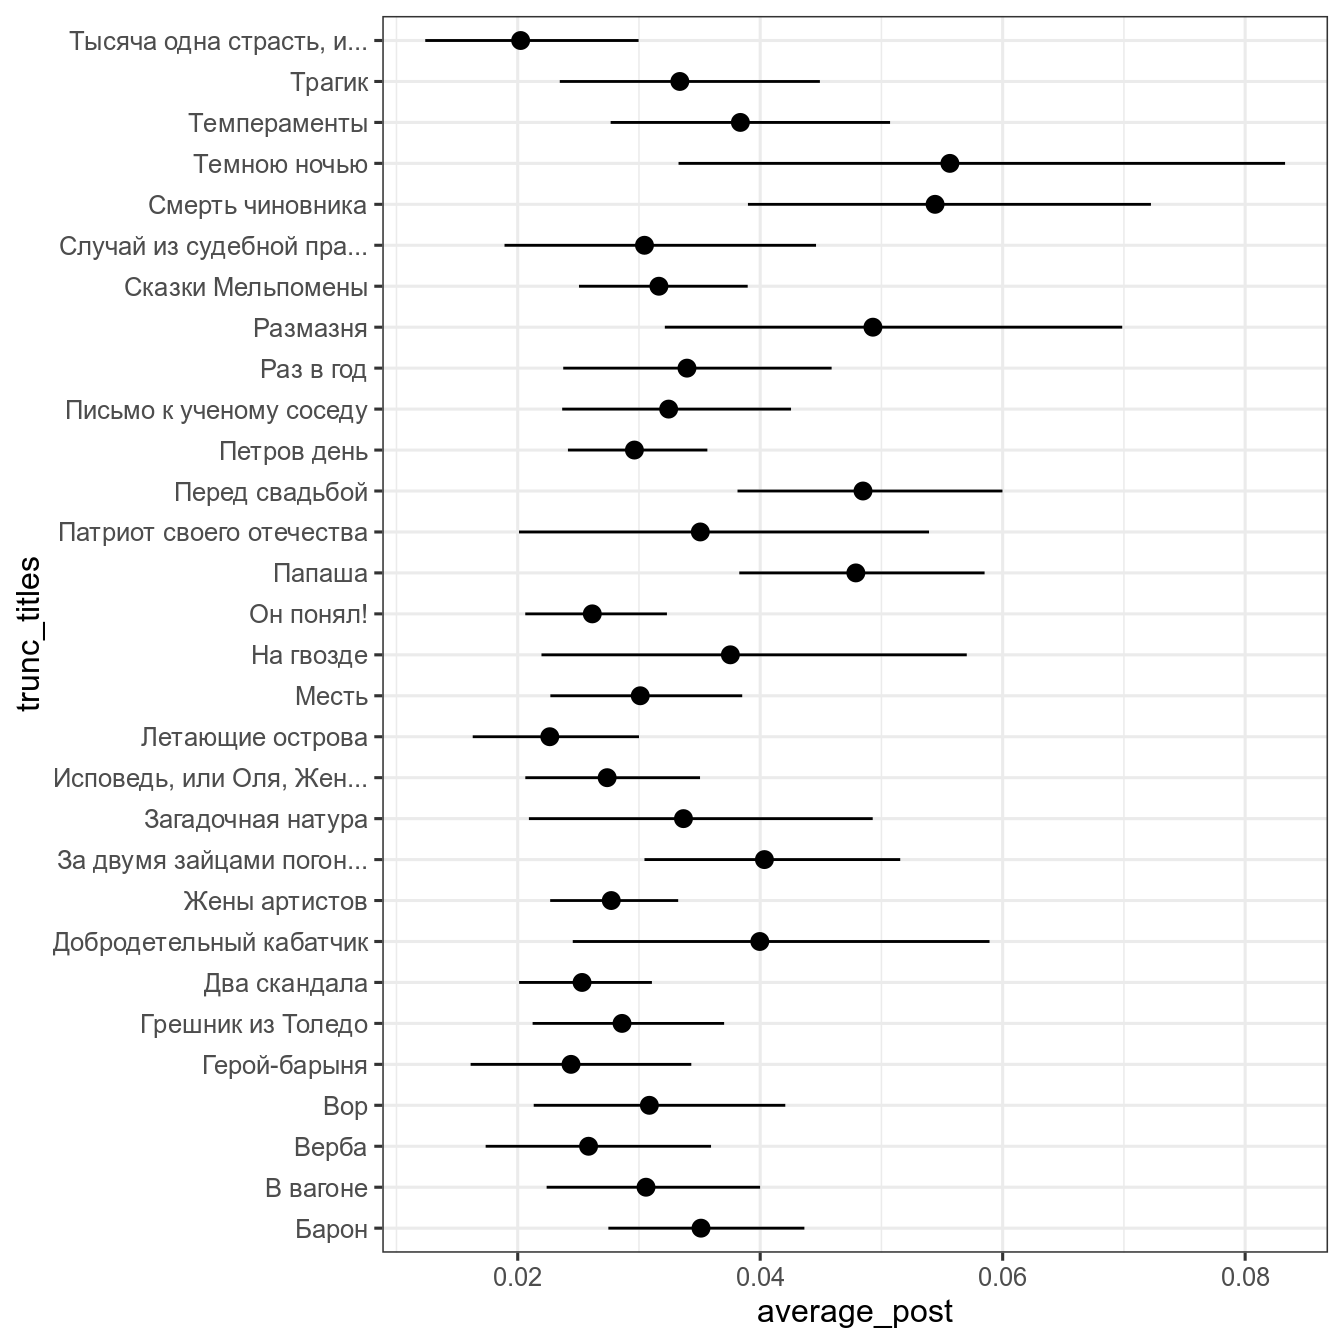 Тысяча одна страсть, и...
Трагик
Темпераменты
Темною ночью
Смерть чиновника
Случай из судебной пра...
Сказки Мельпомены
Размазня
Раз в год
Письмо к ученому соседу
Петров день
Перед свадьбой
Патриот своего отечества
Папаша
Он понял!
На гвозде
Месть
Летающие острова
Исповедь, или Оля, Жен...
Загадочная натура
За двумя зайцами погон...
Жены артистов
Добродетельный кабатчик
Два скандала
Грешник из Толедо
Герой-барыня
Вор
Верба
В вагоне
Барон
trunc_titles
0.02 0.04 0.06 0.08
average_post